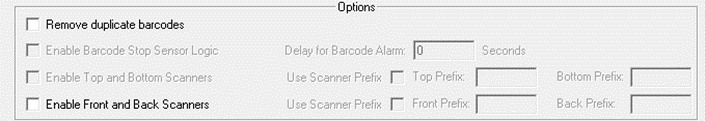 Options
Remove duplicate barcodes
Enable Barcode Stop Sensor Logic Delay for Barcode Alarm: 0 Seconds
Enable Top and Bottom Scanners Use Scanner Prefix Top Prefix: Bottom Prefix:
Enable Front and Back Scanners Use Scanner Prefix Front Prefix: Back Prefix: